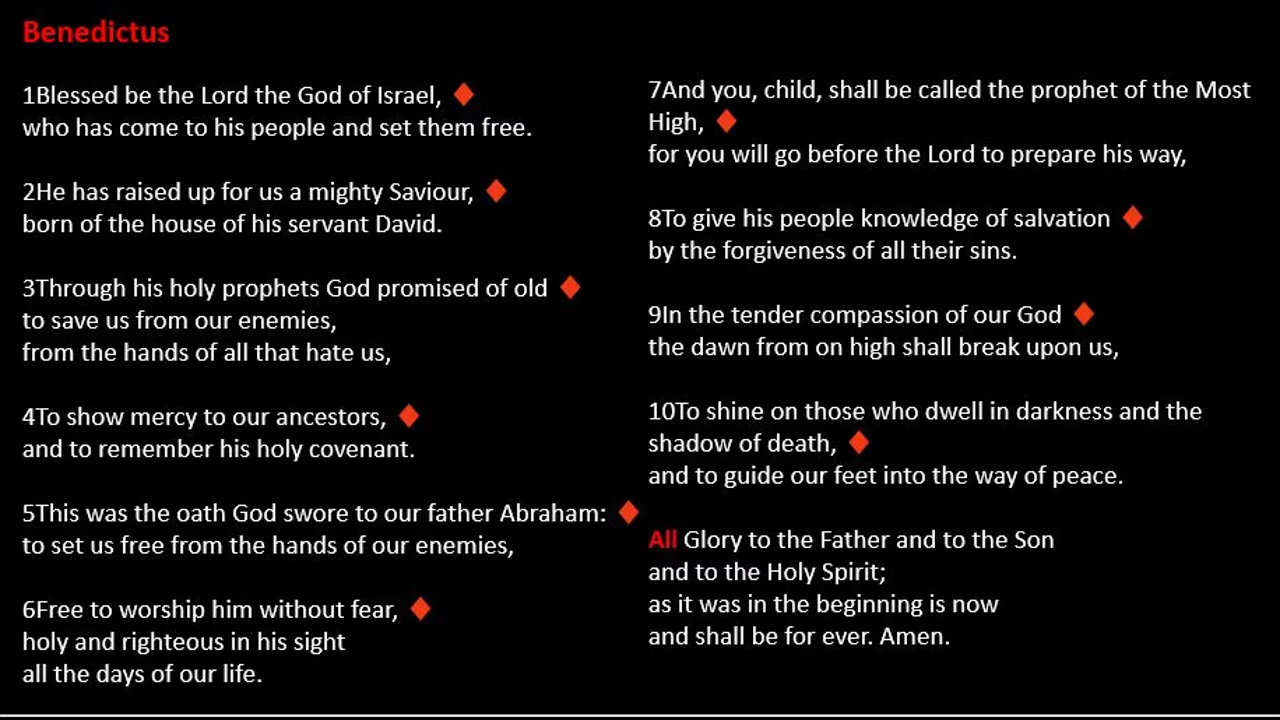 Benedictus
1Blessed be the Lord the God of Israel, ♦
who has come to his people and set them free.
2He has raised up for us a mighty Saviour, ♦
born of the house of his servant David.
3Through his holy prophets God promised of old ♦
to save us from our enemies,
from the hands of all that hate us,
4To show mercy to our ancestors, ♦
and to remember his holy covenant.
5This was the oath God swore to our father Abraham: ♦
to set us free from the hands of our enemies,
6Free to worship him without fear, ♦
holy and righteous in his sight
all the days of our life.
7And you, child, shall be called the prophet of the Most
High, ♦
for you will go before the Lord to prepare his way,
8To give his people knowledge of salvation ♦
by the forgiveness of all their sins.
9In the tender compassion of our God ♦
the dawn from on high shall break upon us,
10To shine on those who dwell in darkness and the
shadow of death, ♦
and to guide our feet into the way of peace.
All Glory to the Father and to the Son
and to the Holy Spirit;
as it was in the beginning is now
and shall be for ever. Amen.